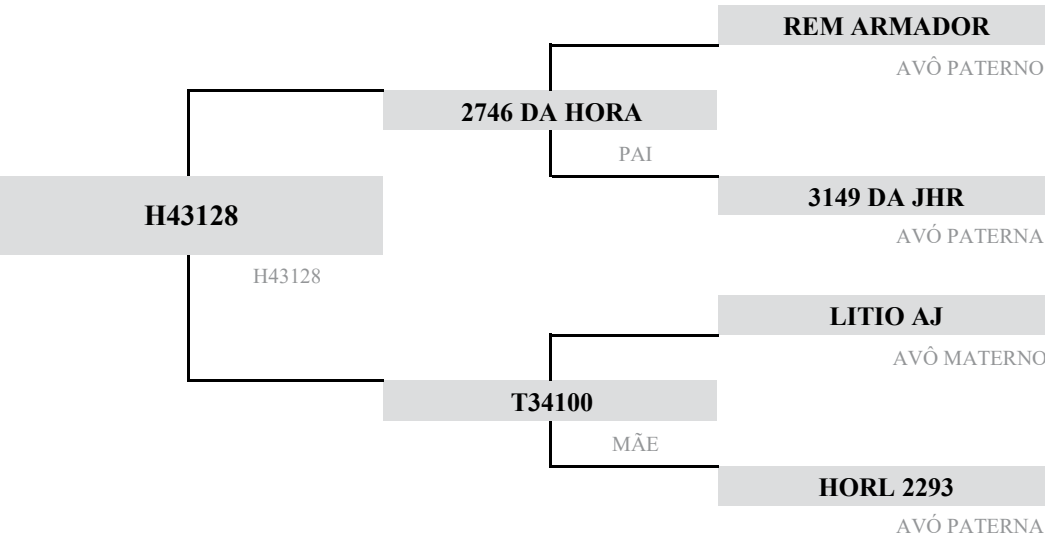 REM ARMADOR
AVÔ PATERNO
2746 DA HORA
PAI
3149 DA JHR
AVÓ PATERNA
H43128
H43128
LITIO AJ
AVÔ MATERNO
T34100
MÃE
HORL 2293
AVÓ PATERNA